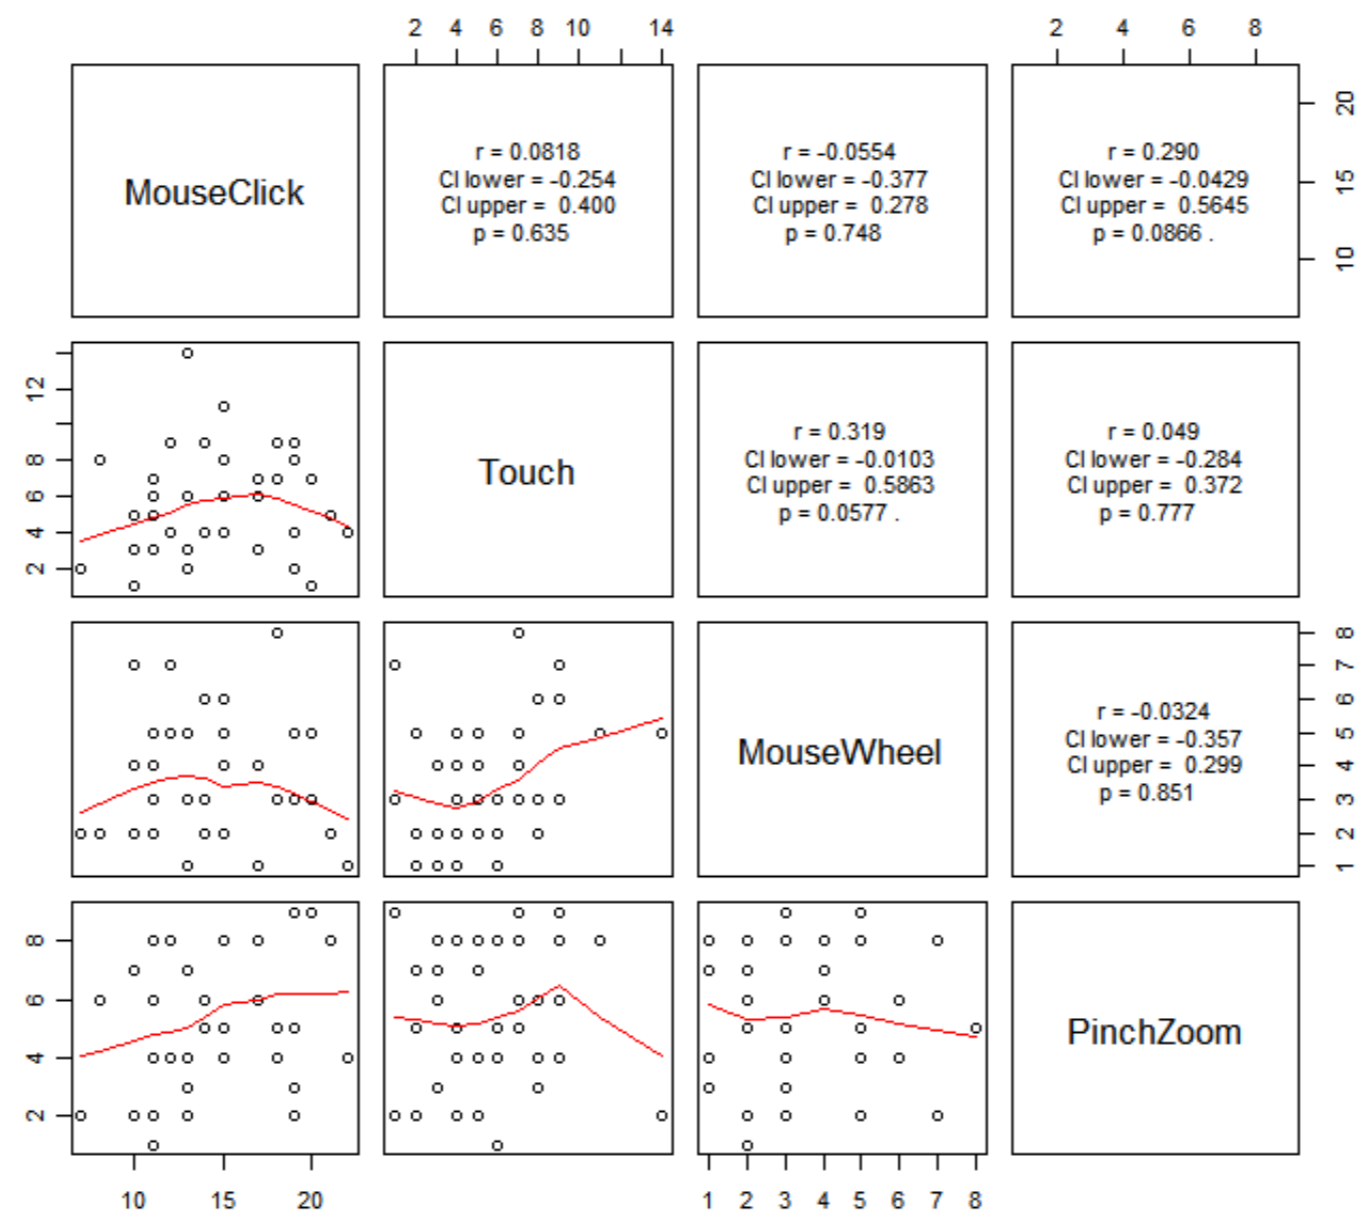 2 4 6 8 10 14 2 4 6 8
MouseClick
r = 0.0818
CI lower = -0.254
CI upper = 0.400
p = 0.635
r = -0.0554
CI lower = -0.377
CI upper = 0.278
p = 0.748
r = 0.290
CI lower = -0.0429
CI upper = 0.5645
p = 0.0866 .
10 15 20
2 4 6 8 12
Touch
r = 0.319
CI lower = -0.0103
CI upper = 0.5863
p = 0.0577 .
r = 0.049
CI lower = -0.284
CI upper = 0.372
p = 0.777
MouseWheel
r = -0.0324
CI lower = -0.357
CI upper = 0.299
p = 0.851
1 2 3 4 5 6 7 8
2 4 6 8
PinchZoom
10 15 20 1 2 3 4 5 6 7 8